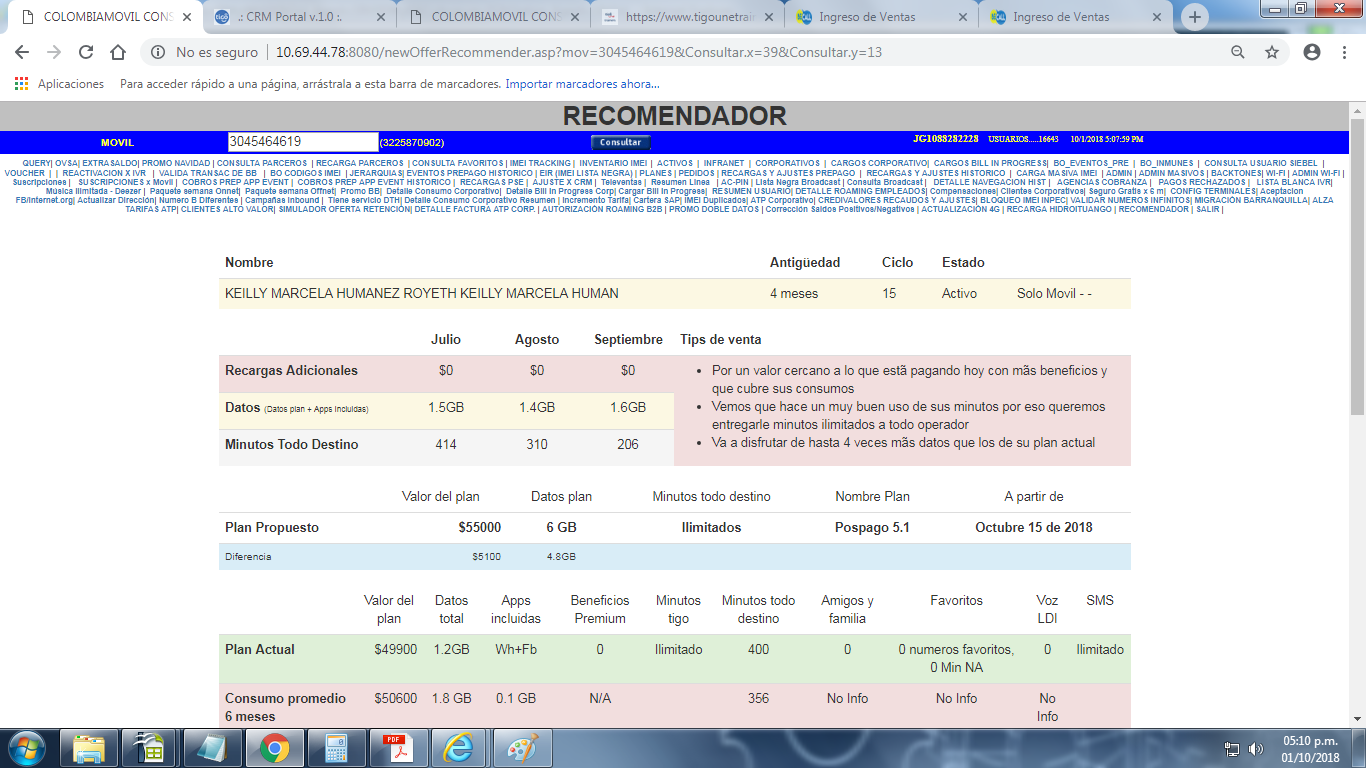 COLOMBIAMOVIL CONS
.: CRM Portal v.1.0 :.
COLOMBIAMOVIL CONS
https://www.tigounetrain
Ingreso de Ventas
Ingreso de Ventas
No es seguro | 10.69.44.78:8080/newOfferRecommender.asp?mov=3045464619&Consultar.x=39&Consultar.y=13
Aplicaciones Para acceder rápido a una página, arrástrala a esta barra de marcadores. Importar marcadores ahora...
RECOMENDADOR
MOVIL 3045464619 (3225870902) Consultar JG1088282228 USUARIOS.....16643 10/1/2018 5:07:59 PM
QUERY| OVSA| EXTRASALDO| PROMO NAVIDAD | CONSULTA PARCEROS | RECARGA PARCEROS | CONSULTA FAVORITOS | IMEI TRACKING | INVENTARIO IMEI | ACTIVOS | INFRANET | CORPORATIVOS | CARGOS CORPORATIVO| CARGOS BILL IN PROGRESS| BO_EVENTOS_PRE | BO_INMUNES | CONSULTA USUARIO SIEBEL |
VOUCHER | | REACTIVACION X IVR | VALIDA TRANSAC DE BB | BO CODIGOS IMEI | JERARQUIAS| EVENTOS PREPAGO HISTORICO | EIR (IMEI LISTA NEGRA) | PLANES | PEDIDOS | RECARGAS Y AJUSTES PREPAGO | RECARGAS Y AJUSTES HISTORICO | CARGA MASIVA IMEI | ADMIN | ADMIN MASIVOS | BACKTONES| WI-FI | ADMIN WI-FI |
Suscripciones | SUSCRIPCIONES x Movil | COBROS PREP APP EVENT | COBROS PREP APP EVENT HISTORICO | RECARGAS PSE | AJUSTE X CRM | Televentas | Resumen Linea | AC-PIN | Lista Negra Broadcast | Consulta Broadcast | DETALLE NAVEGACION HIST | AGENCIAS COBRANZA | PAGOS RECHAZADOS | LISTA BLANCA IVR|
Musica Ilimitada - Deezer| Paquete semana Onnet| Paquete semana Offnet| Promo BB| Detalle Consumo Corporativo| Detalle Bill In Progress Corp| Cargar Bill In Progress| RESUMEN USUARIO| DETALLE ROAMING EMPLEADOS| Compensaciones| Clientes Corporativos| Seguro Gratis x 6 m| CONFIG TERMINALES| Aceptacion
FB/Internet.org| Actualizar Dirección| Numero B Diferentes | Campañas Inbound | Tiene servicio DTH| Detalle Consumo Corporativo Resumen | Incremento Tarifa| Cartera SAP| IMEI Duplicados| ATP Corporativo| CREDIVALORES RECAUDOS Y AJUSTES| BLOQUEO IMEI INPEC| VALIDAR NUMEROS INFINITOS| MIGRACIÓN BARRANQUILLA| ALZA
TARIFAS ATP| CLIENTES ALTO VALOR| SIMULADOR OFERTA RETENCIÓN| DETALLE FACTURA ATP CORP. | AUTORIZACIÓN ROAMING B2B | PROMO DOBLE DATOS | Corrección Saldos Positivos/Negativos | ACTUALIZACIÓN 4G | RECARGA HIDROITUANGO | RECOMENDADOR | SALIR |
Nombre Antigüedad Ciclo Estado
KEILLY MARCELA HUMANEZ ROYETH KEILLY MARCELA HUMAN 4 meses 15 Activo Solo Movil - -
Julio Agosto Septiembre Tips de venta
Recargas Adicionales $0 $0 $0
Datos (Datos plan + Apps Incluidas) 1.5GB 1.4GB 1.6GB
Minutos Todo Destino 414 310 206
• Por un valor cercano a lo que estã pagando hoy con mãs beneficios y
que cubre sus consumos
• Vemos que hace un muy buen uso de sus minutos por eso queremos
entregarle minutos ilimitados a todo operador
• Va a disfrutar de hasta 4 veces mãs datos que los de su plan actual
Valor del plan Datos plan Minutos todo destino Nombre Plan A partir de
Plan Propuesto $55000 6 GB Ilimitados Pospago 5.1 Octubre 15 de 2018
Diferencia $5100 4.8GB
Valor del Datos Apps Beneficios Minutos Minutos todo Amigos y Favoritos Voz SMS
plan total incluidas Premium tigo destino familia LDI
Plan Actual $49900 1.2GB Wh+Fb 0 Ilimitado 400 0 0 numeros favoritos, 0 Ilimitado
0 Min NA
Consumo promedio $50600 1.8 GB 0.1 GB N/A 356 No Info No Info No
6 meses Info
05:10 p.m.
01/10/2018